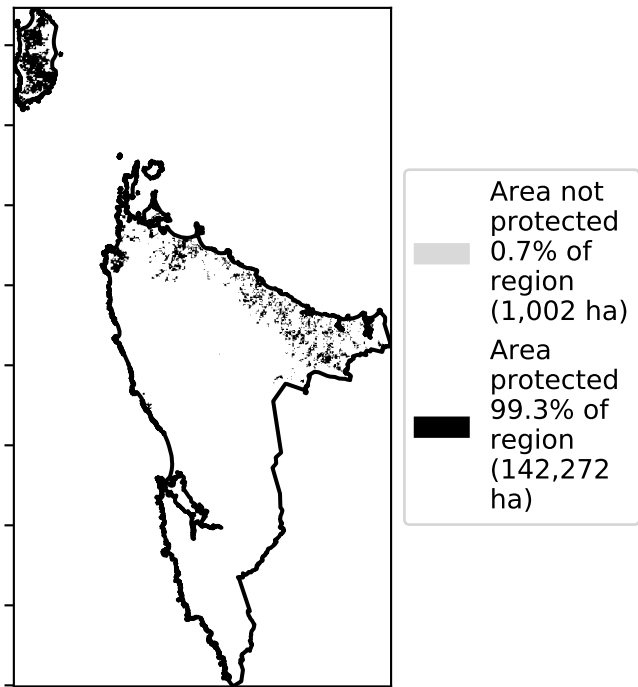 Area not
protected
0.7% of
region
(1,002 ha)
Area
protected
99.3% of
region
(142,272
ha)